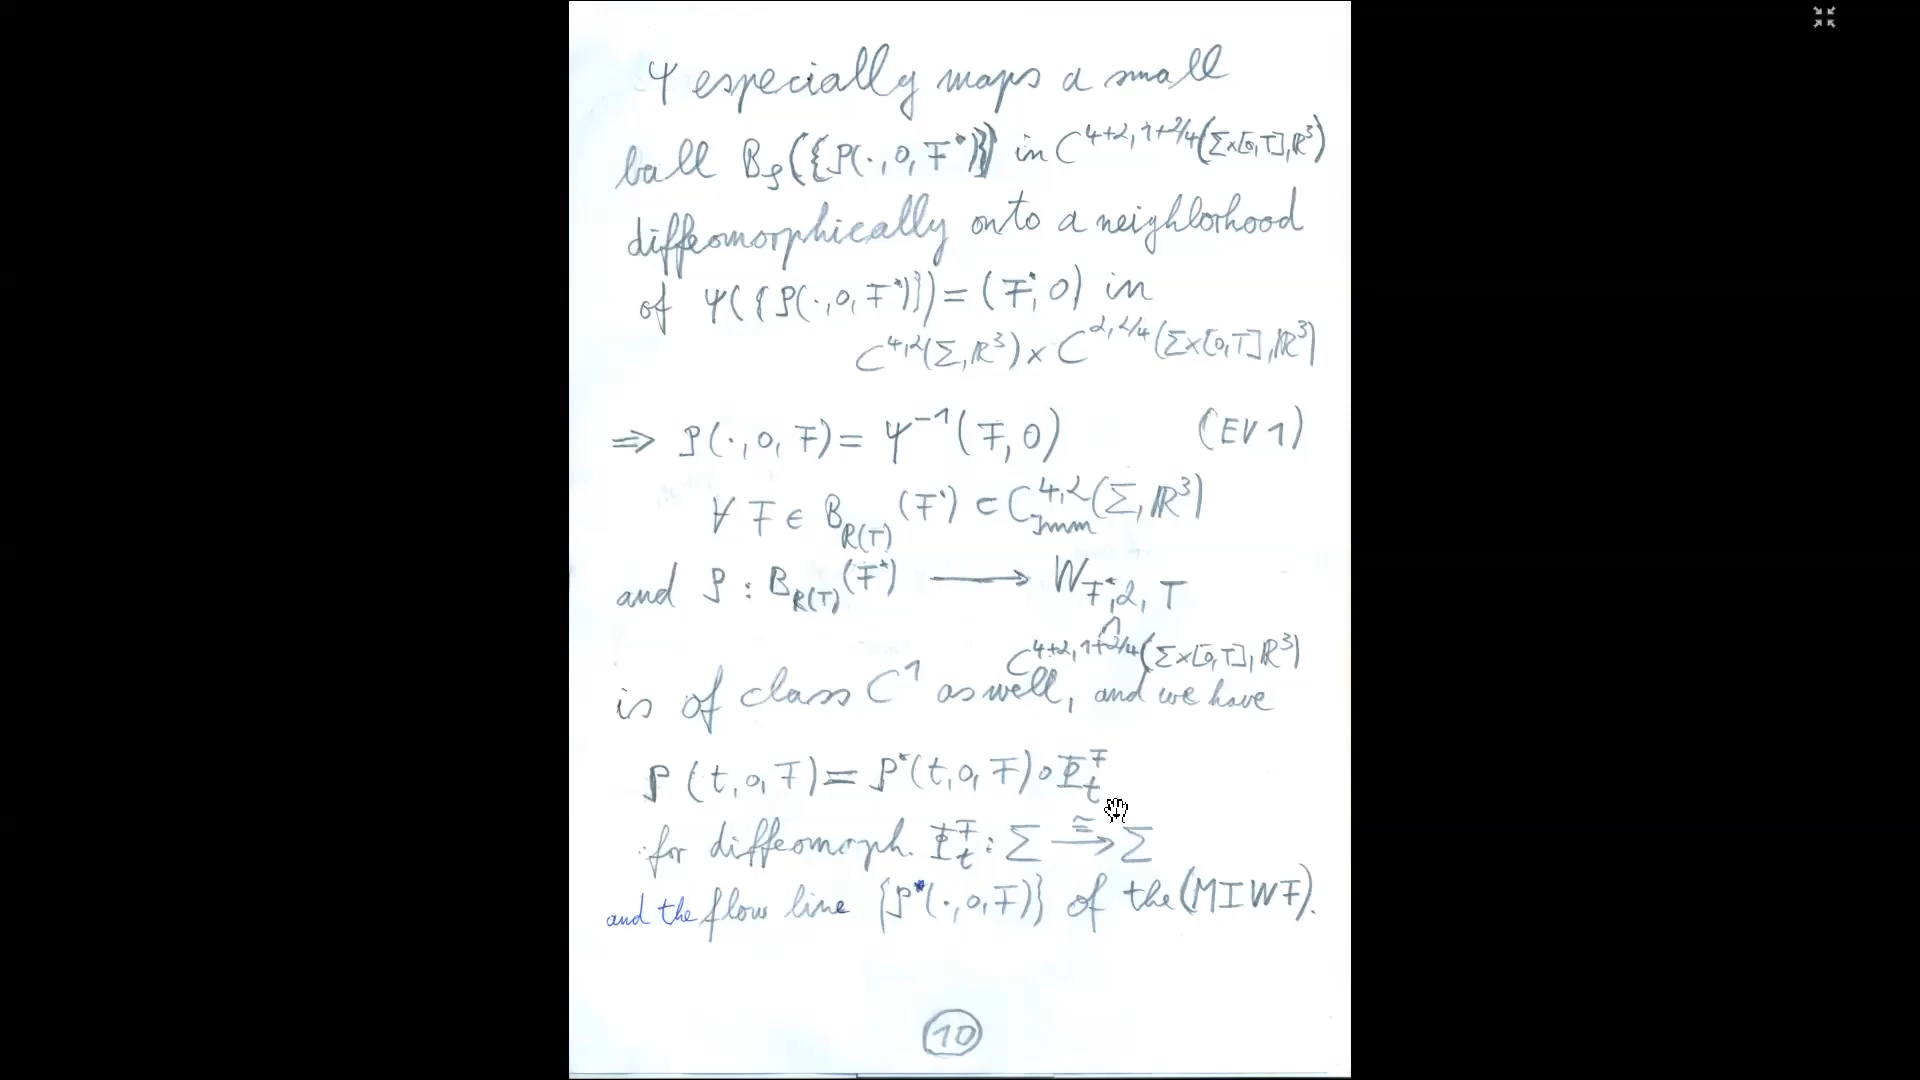 Ψ especially maps a small
ball B_ρ({𝒫(·,0,F*)}) in C^{4+α,1+α/4}(Σ×[0,T],ℝ³)
diffeomorphically onto a neighborhood
of Ψ({𝒫(·,0,F*)}) = (F*,0) in
C^{4,α}(Σ,ℝ³) × C^{α,α/4}(Σ×[0,T],ℝ³)
⇒ 𝒫(·,0,F) = Ψ^{-1}(F,0) (EV1)
∀ F ∈ B_{R(T)}(F*) ⊂ C^{4,α}_{Imm}(Σ,ℝ³)
and 𝒫 : B_{R(T)}(F*) ⟶ W_{F*,α,T}
∩
C^{4+α,1+α/4}(Σ×[0,T],ℝ³)
is of class C^1 as well, and we have
𝒫(t,0,F) = 𝒫*(t,0,F) ∘ Φ_t^F
for diffeomorph. Φ_t^F : Σ ⟶^{≅} Σ
and the flow line {𝒫*(·,0,F)} of the (MIWF).
10